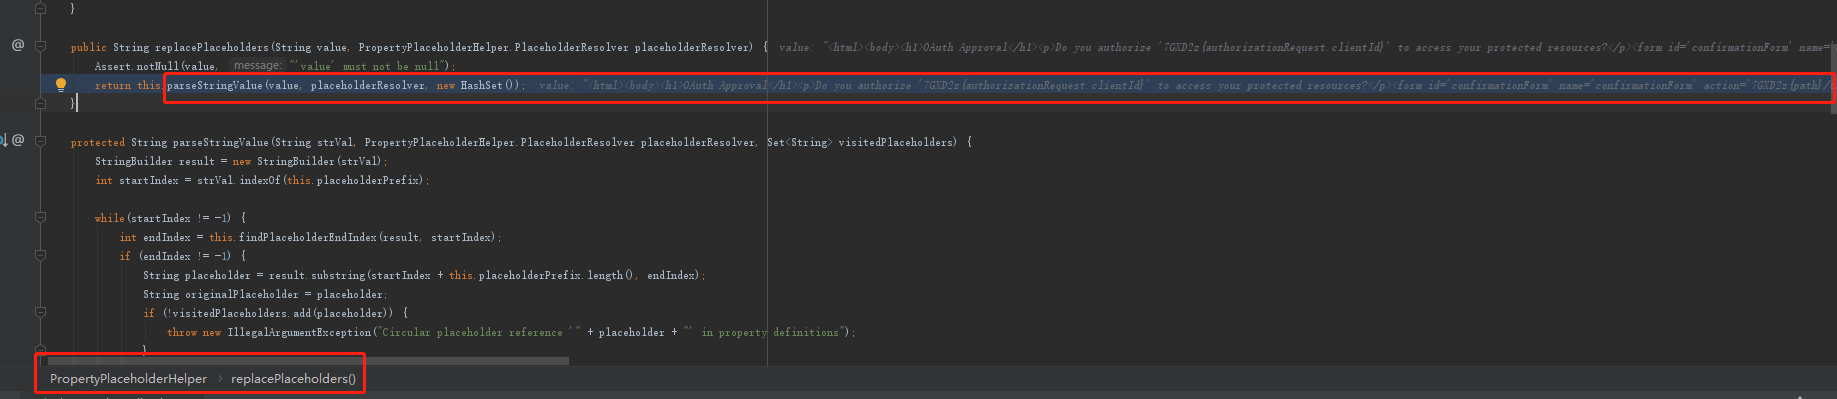 }
public String replacePlaceholders(String value, PropertyPlaceholderHelper.PlaceholderResolver placeholderResolver) { value: "<html><body><h1>OAuth Approval</h1><p>Do you authorize '7GXD2z{authorizationRequest.clientId}' to access your protected resources?</p><form id='confirmationForm' name=
Assert.notNull(value, message: "'value' must not be null");
return this.parseStringValue(value, placeholderResolver, new HashSet()); value: "<html><body><h1>OAuth Approval</h1><p>Do you authorize '7GXD2z{authorizationRequest.clientId}' to access your protected resources?</p><form id='confirmationForm' name='confirmationForm' action='7GXD2z{path}/
}
protected String parseStringValue(String strVal, PropertyPlaceholderHelper.PlaceholderResolver placeholderResolver, Set<String> visitedPlaceholders) {
StringBuilder result = new StringBuilder(strVal);
int startIndex = strVal.indexOf(this.placeholderPrefix);
while(startIndex != -1) {
int endIndex = this.findPlaceholderEndIndex(result, startIndex);
if (endIndex != -1) {
String placeholder = result.substring(startIndex + this.placeholderPrefix.length(), endIndex);
String originalPlaceholder = placeholder;
if (!visitedPlaceholders.add(placeholder)) {
throw new IllegalArgumentException("Circular placeholder reference '" + placeholder + "' in property definitions");
}
PropertyPlaceholderHelper › replacePlaceholders()